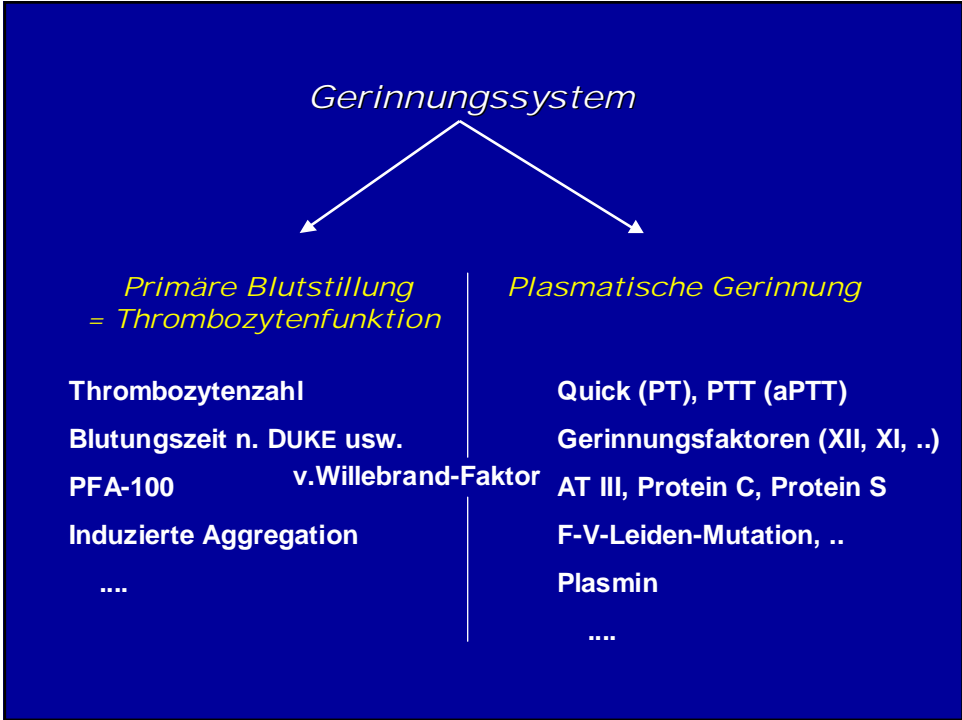 Gerinnungssystem
Primäre Blutstillung
= Thrombozytenfunktion
Thrombozytenzahl
Blutungszeit n. DUKE usw.
PFA-100
Induzierte Aggregation
....
v.Willebrand-Faktor
Plasmatische Gerinnung
Quick (PT), PTT (aPTT)
Gerinnungsfaktoren (XII, XI, ..)
AT III, Protein C, Protein S
F-V-Leiden-Mutation, ..
Plasmin
....